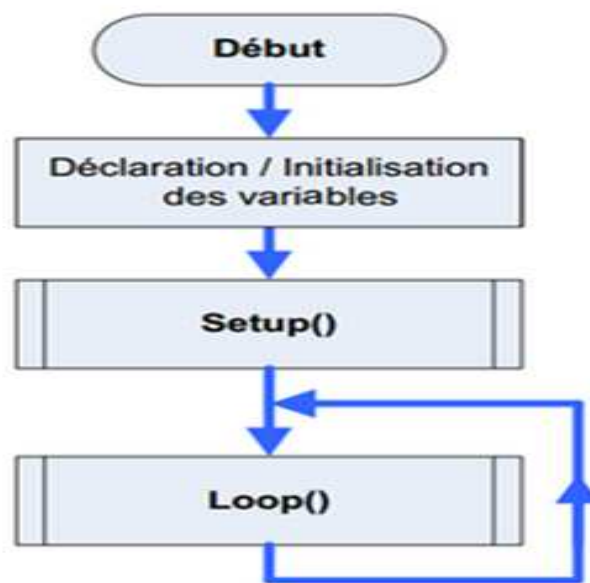 Début
Déclaration / Initialisation
des variables
Setup()
Loop()